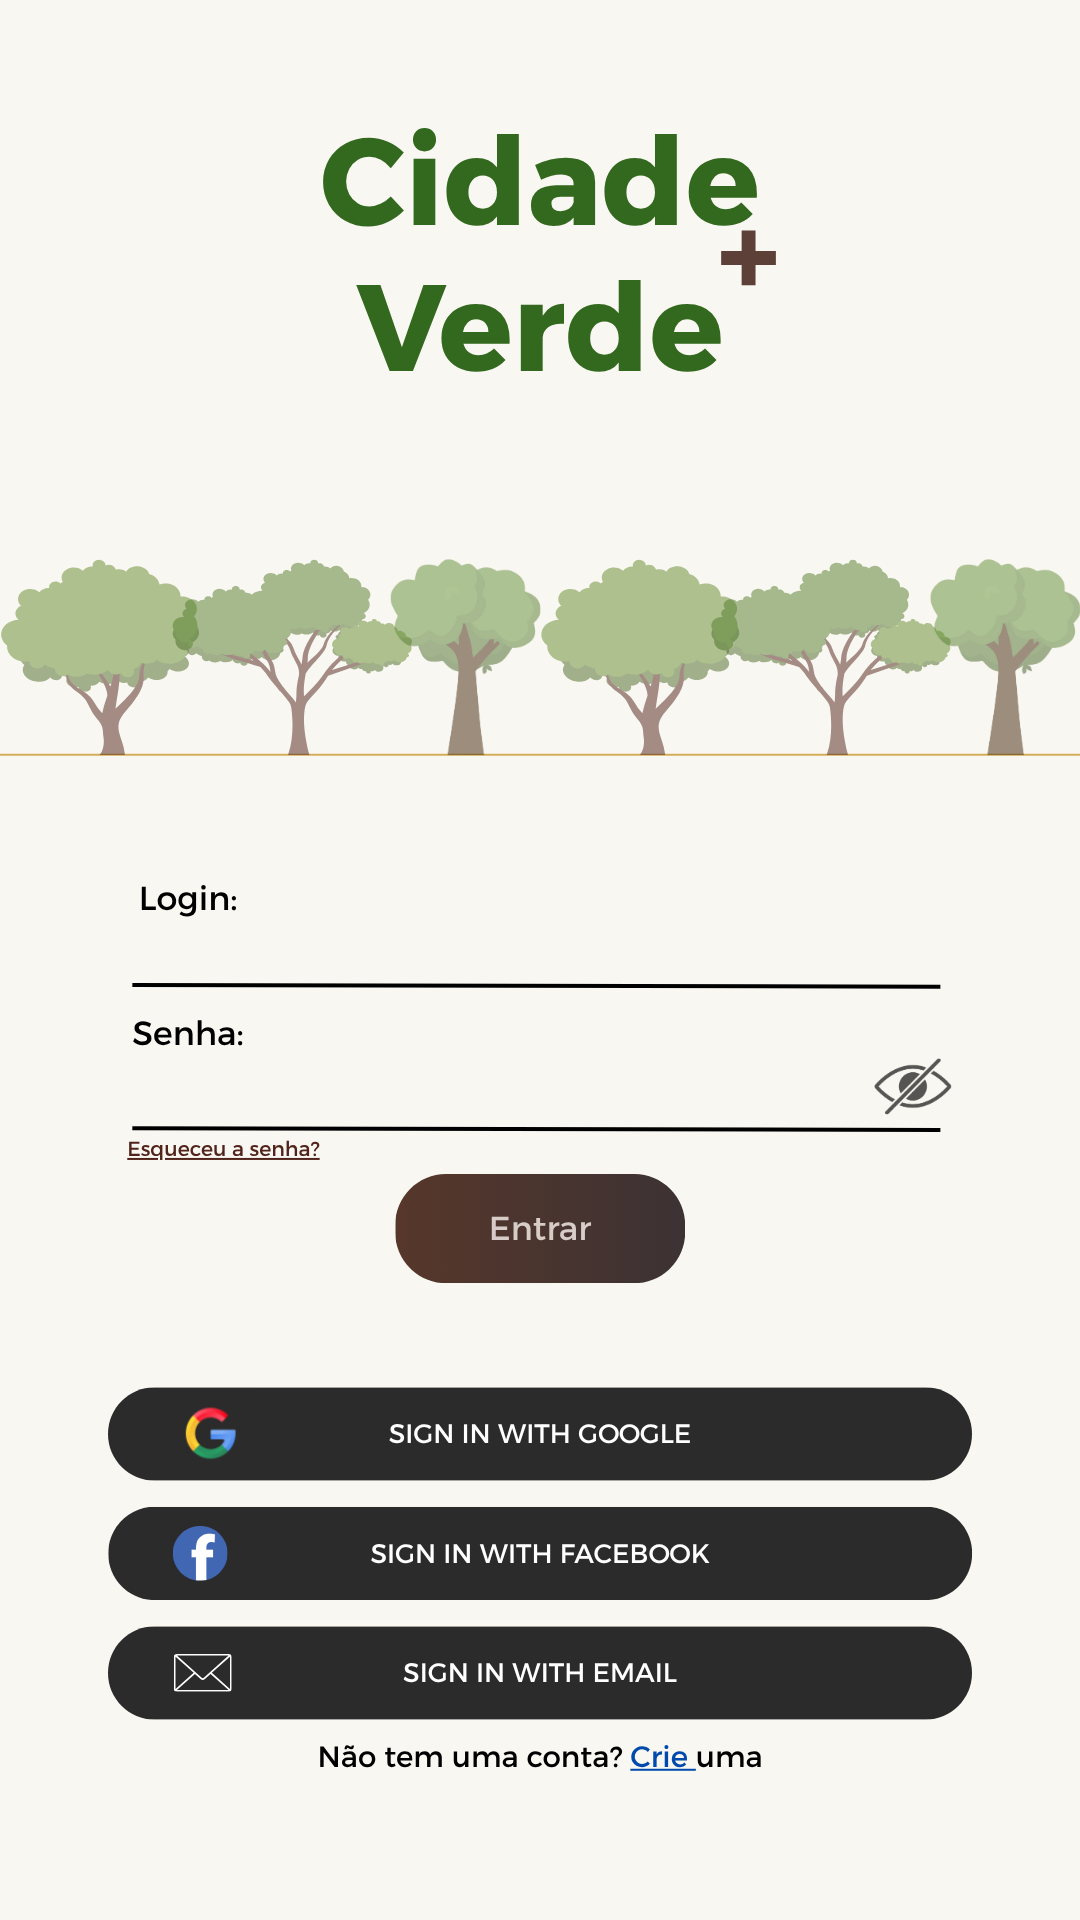 Cidade
+
Verde
Login:
Senha:
Esqueceu a senha?
Entrar
SIGN IN WITH GOOGLE
SIGN IN WITH FACEBOOK
SIGN IN WITH EMAIL
Não tem uma conta? Crie uma